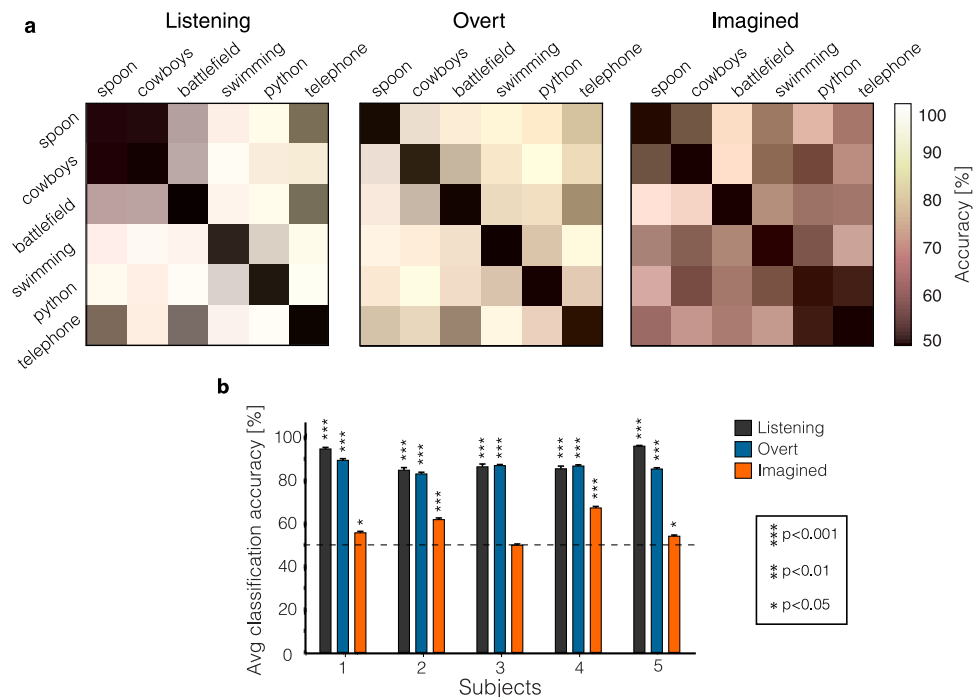 a
Listening
Overt
Imagined
spoon
cowboys
battlefield
swimming
python
telephone
spoon
cowboys
battlefield
swimming
python
telephone
spoon
cowboys
battlefield
swimming
python
telephone
spoon
cowboys
battlefield
swimming
python
telephone
100
90
80
70
60
50
Accuracy [%]
b
Avg classification accuracy [%]
100
80
60
40
20
0
***
***
*
***
***
***
***
***
***
***
***
***
***
*
1
2
3
4
5
Subjects
Listening
Overt
Imagined
*** p<0.001
** p<0.01
* p<0.05